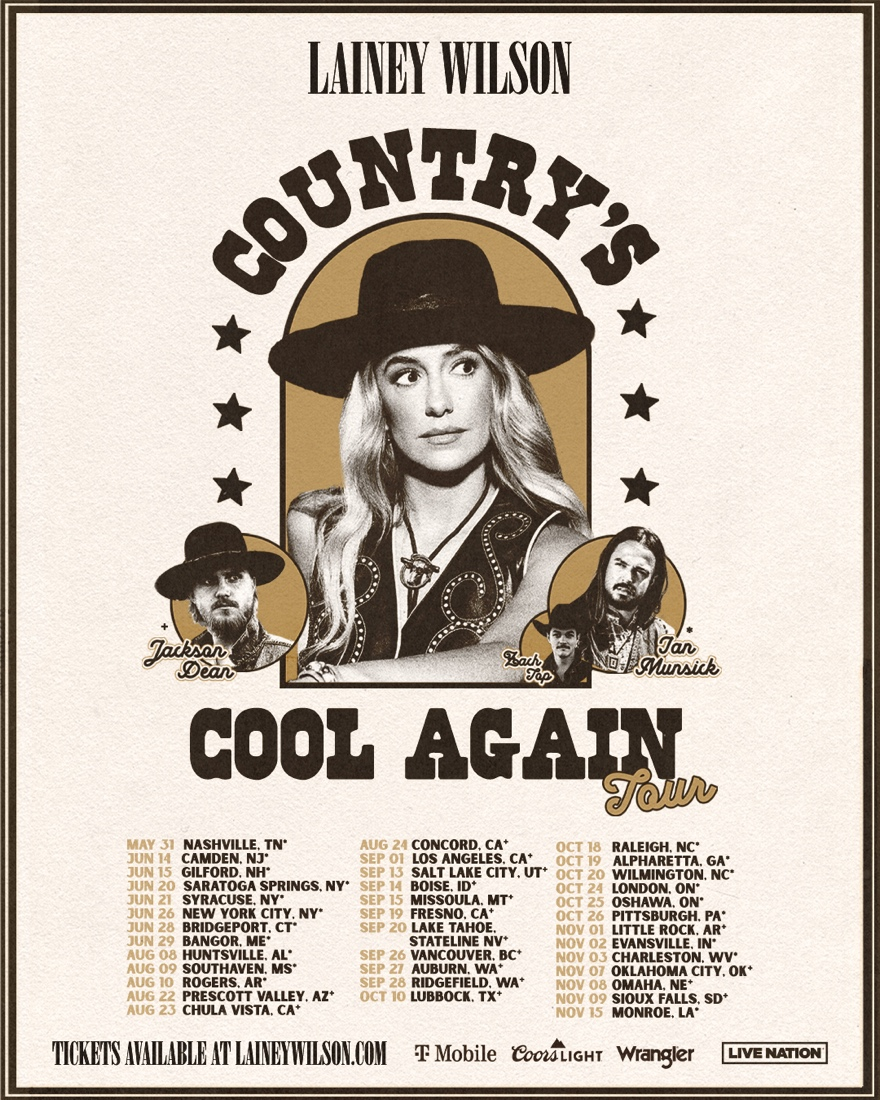 LAINEY WILSON
COUNTRY'S
+
Jackson
Dean
Zach
Top
*
Ian
Munsick
COOL AGAIN
Tour
MAY 31 NASHVILLE, TN*
JUN 14 CAMDEN, NJ*
JUN 15 GILFORD, NH*
JUN 20 SARATOGA SPRINGS, NY*
JUN 21 SYRACUSE, NY*
JUN 26 NEW YORK CITY, NY*
JUN 28 BRIDGEPORT, CT*
JUN 29 BANGOR, ME*
AUG 08 HUNTSVILLE, AL*
AUG 09 SOUTHAVEN, MS*
AUG 10 ROGERS, AR*
AUG 22 PRESCOTT VALLEY, AZ+
AUG 23 CHULA VISTA, CA+
AUG 24 CONCORD, CA+
SEP 01 LOS ANGELES, CA+
SEP 13 SALT LAKE CITY, UT+
SEP 14 BOISE, ID+
SEP 15 MISSOULA, MT+
SEP 19 FRESNO, CA+
SEP 20 LAKE TAHOE,
STATELINE NV+
SEP 26 VANCOUVER, BC+
SEP 27 AUBURN, WA+
SEP 28 RIDGEFIELD, WA+
OCT 10 LUBBOCK, TX+
OCT 18 RALEIGH, NC*
OCT 19 ALPHARETTA, GA*
OCT 20 WILMINGTON, NC*
OCT 24 LONDON, ON*
OCT 25 OSHAWA, ON*
OCT 26 PITTSBURGH, PA*
NOV 01 LITTLE ROCK, AR+
NOV 02 EVANSVILLE, IN*
NOV 03 CHARLESTON, WV*
NOV 07 OKLAHOMA CITY, OK+
NOV 08 OMAHA, NE+
NOV 09 SIOUX FALLS, SD+
NOV 15 MONROE, LA*
TICKETS AVAILABLE AT LAINEYWILSON.COM
T Mobile
Coors LIGHT
Wrangler
LIVE NATION